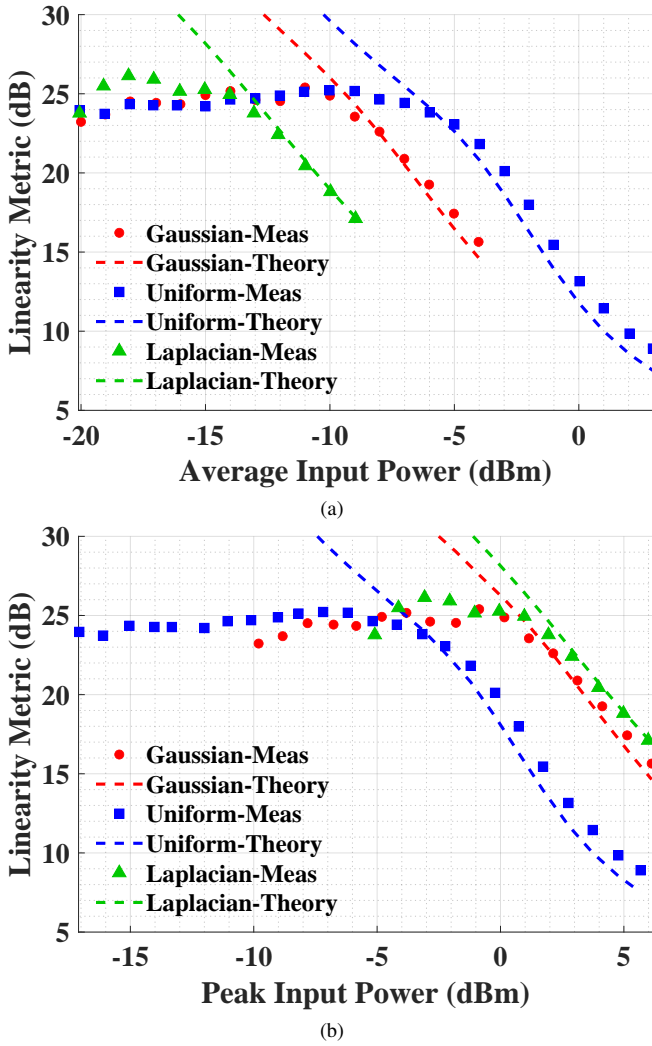 30
25
20
15
10
5
Linearity Metric (dB)
Gaussian-Meas
Gaussian-Theory
Uniform-Meas
Uniform-Theory
Laplacian-Meas
Laplacian-Theory
-20 -15 -10 -5 0
Average Input Power (dBm)
(a)
30
25
20
15
10
5
Linearity Metric (dB)
Gaussian-Meas
Gaussian-Theory
Uniform-Meas
Uniform-Theory
Laplacian-Meas
Laplacian-Theory
-15 -10 -5 0 5
Peak Input Power (dBm)
(b)